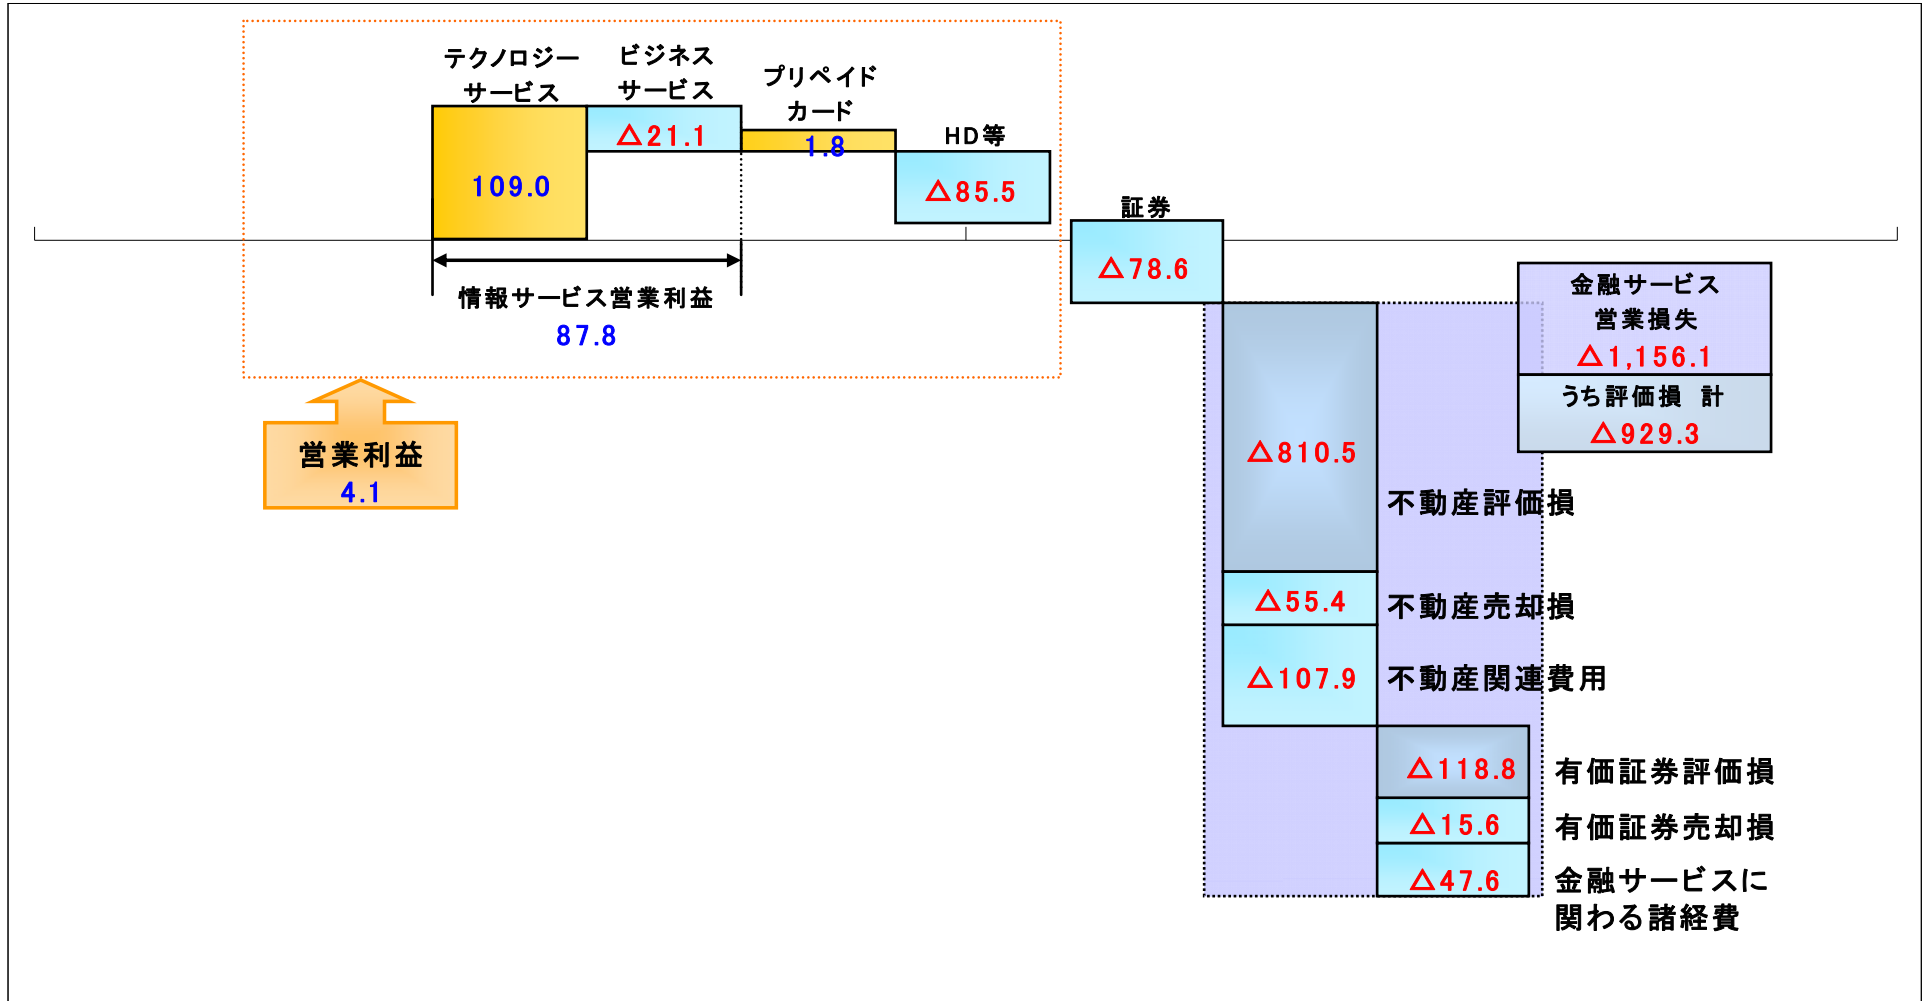 テクノロジー
サービス
109.0
ビジネス
サービス
△21.1
プリペイド
カード
1.8
HD等
△85.5
情報サービス営業利益
87.8
営業利益
4.1
証券
△78.6
金融サービス
営業損失
△1,156.1
うち評価損 計
△929.3
△810.5
不動産評価損
△55.4
不動産売却損
△107.9
不動産関連費用
△118.8
有価証券評価損
△15.6
有価証券売却損
△47.6
金融サービスに
関わる諸経費